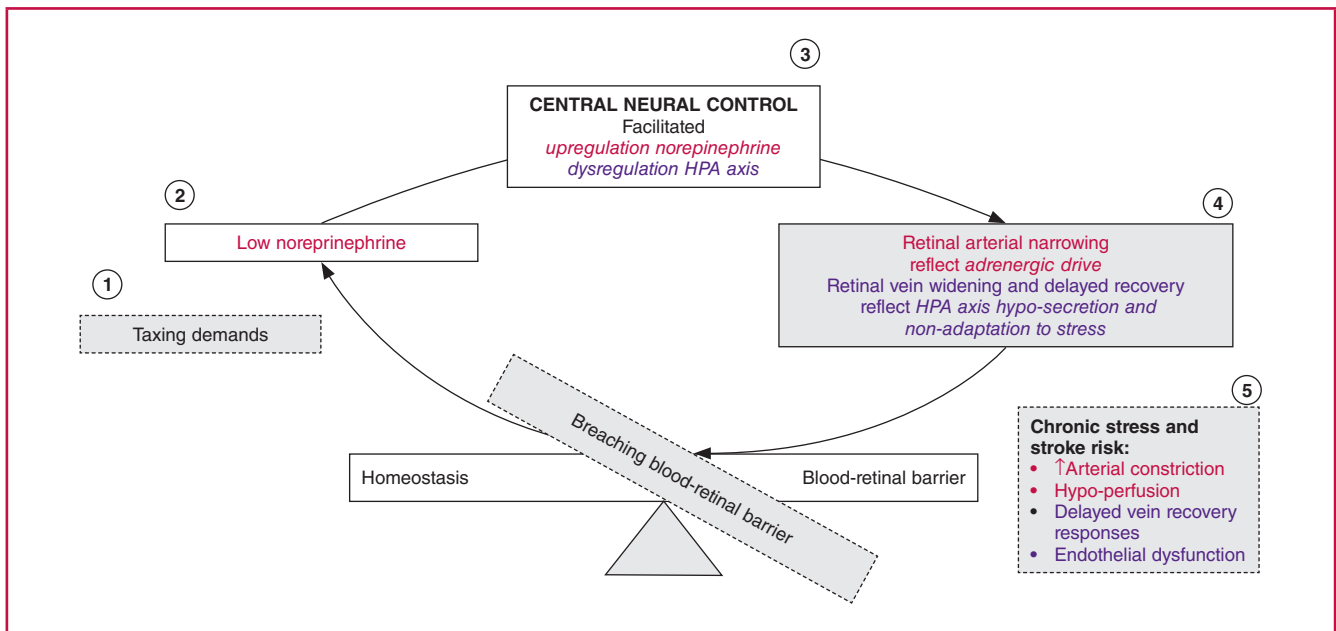 1
Taxing demands
2
Low noreprinephrine
3
CENTRAL NEURAL CONTROL
Facilitated
upregulation norepinephrine
dysregulation HPA axis
4
Retinal arterial narrowing
reflect adrenergic drive
Retinal vein widening and delayed recovery
reflect HPA axis hypo-secretion and
non-adaptation to stress
Homeostasis
Breaching blood-retinal barrier
Blood-retinal barrier
5
Chronic stress and
stroke risk:
• ↑Arterial constriction
• Hypo-perfusion
• Delayed vein recovery
responses
• Endothelial dysfunction